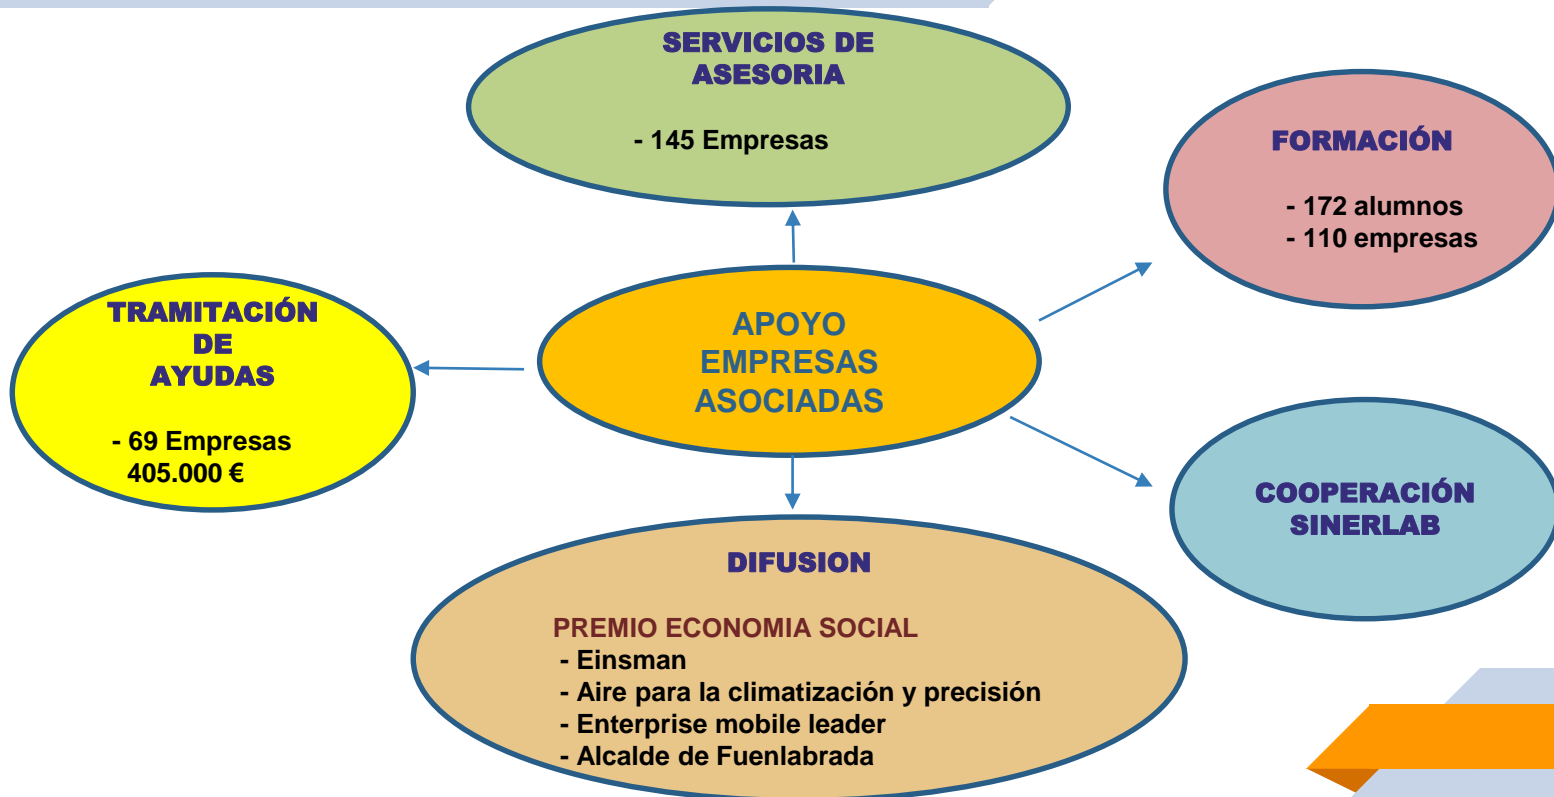 SERVICIOS DE
ASESORIA
- 145 Empresas
FORMACIÓN
- 172 alumnos
- 110 empresas
TRAMITACIÓN
DE
AYUDAS
- 69 Empresas
405.000 €
APOYO
EMPRESAS
ASOCIADAS
COOPERACIÓN
SINERLAB
DIFUSION
PREMIO ECONOMIA SOCIAL
- Einsman
- Aire para la climatización y precisión
- Enterprise mobile leader
- Alcalde de Fuenlabrada